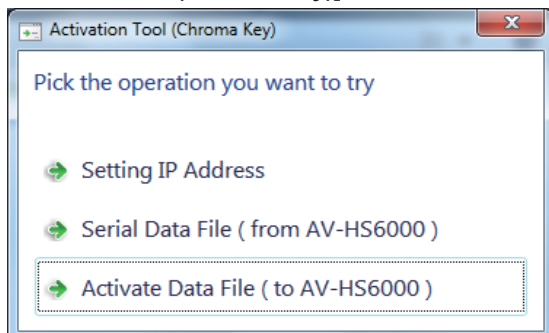 Activation Tool (Chroma Key)
Pick the operation you want to try
Setting IP Address
Serial Data File ( from AV-HS6000 )
Activate Data File ( to AV-HS6000 )